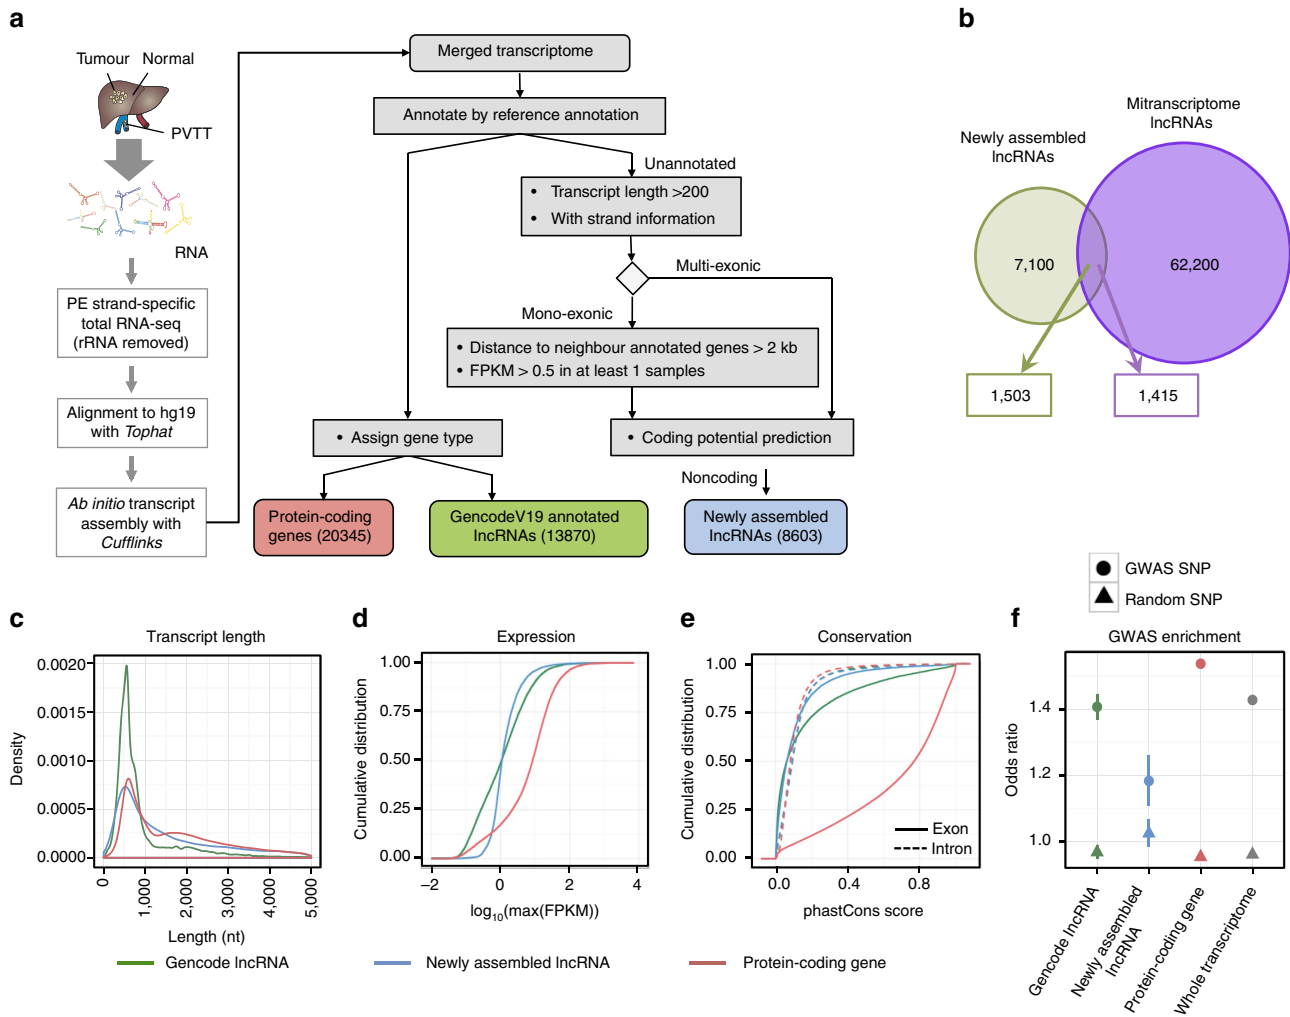 a
Tumour Normal
PVTT
RNA
PE strand-specific
total RNA-seq
(rRNA removed)
Alignment to hg19
with Tophat
Ab initio transcript
assembly with
Cufflinks
Merged transcriptome
Annotate by reference annotation
Unannotated
• Transcript length >200
• With strand information
Multi-exonic
Mono-exonic
• Distance to neighbour annotated genes > 2 kb
• FPKM > 0.5 in at least 1 samples
• Assign gene type
• Coding potential prediction
Noncoding
Protein-coding
genes (20345)
GencodeV19 annotated
lncRNAs (13870)
Newly assembled
lncRNAs (8603)
b
Newly assembled
lncRNAs
Mitranscriptome
lncRNAs
7,100
62,200
1,503
1,415
c
Transcript length
Density
0.0020
0.0015
0.0010
0.0005
0.0000
0
1,000
2,000
3,000
4,000
5,000
Length (nt)
d
Expression
Cumulative distribution
1.00
0.75
0.50
0.25
0.00
−2
0
2
4
log10(max(FPKM))
e
Conservation
Cumulative distribution
1.00
0.75
0.50
0.25
0.00
Exon
Intron
0.0
0.4
0.8
phastCons score
Gencode lncRNA
Newly assembled lncRNA
Protein-coding gene
GWAS SNP
Random SNP
f
GWAS enrichment
Odds ratio
1.4
1.2
1.0
Gencode lncRNA
Newly assembled
lncRNA
Protein-coding gene
Whole transcriptome